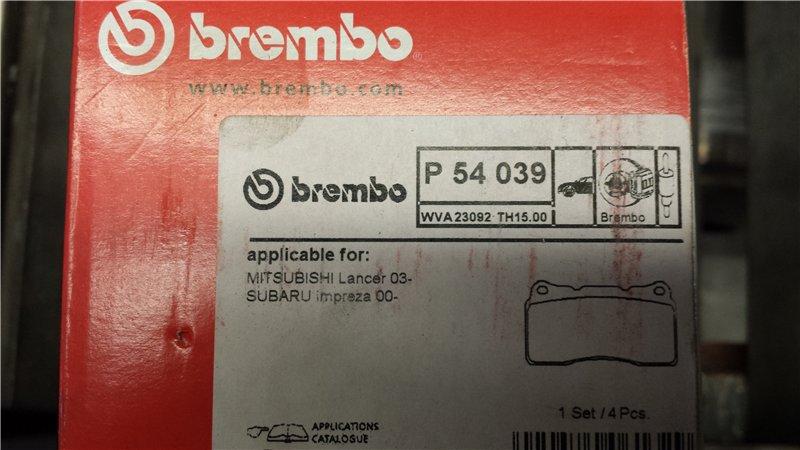 brembo®
www.brembo.com
brembo
P 54 039
WVA 23092 TH15.00
Brembo
applicable for:
MITSUBISHI Lancer 03-
SUBARU impreza 00-
1 Set / 4 Pcs.
APPLICATIONS
CATALOGUE